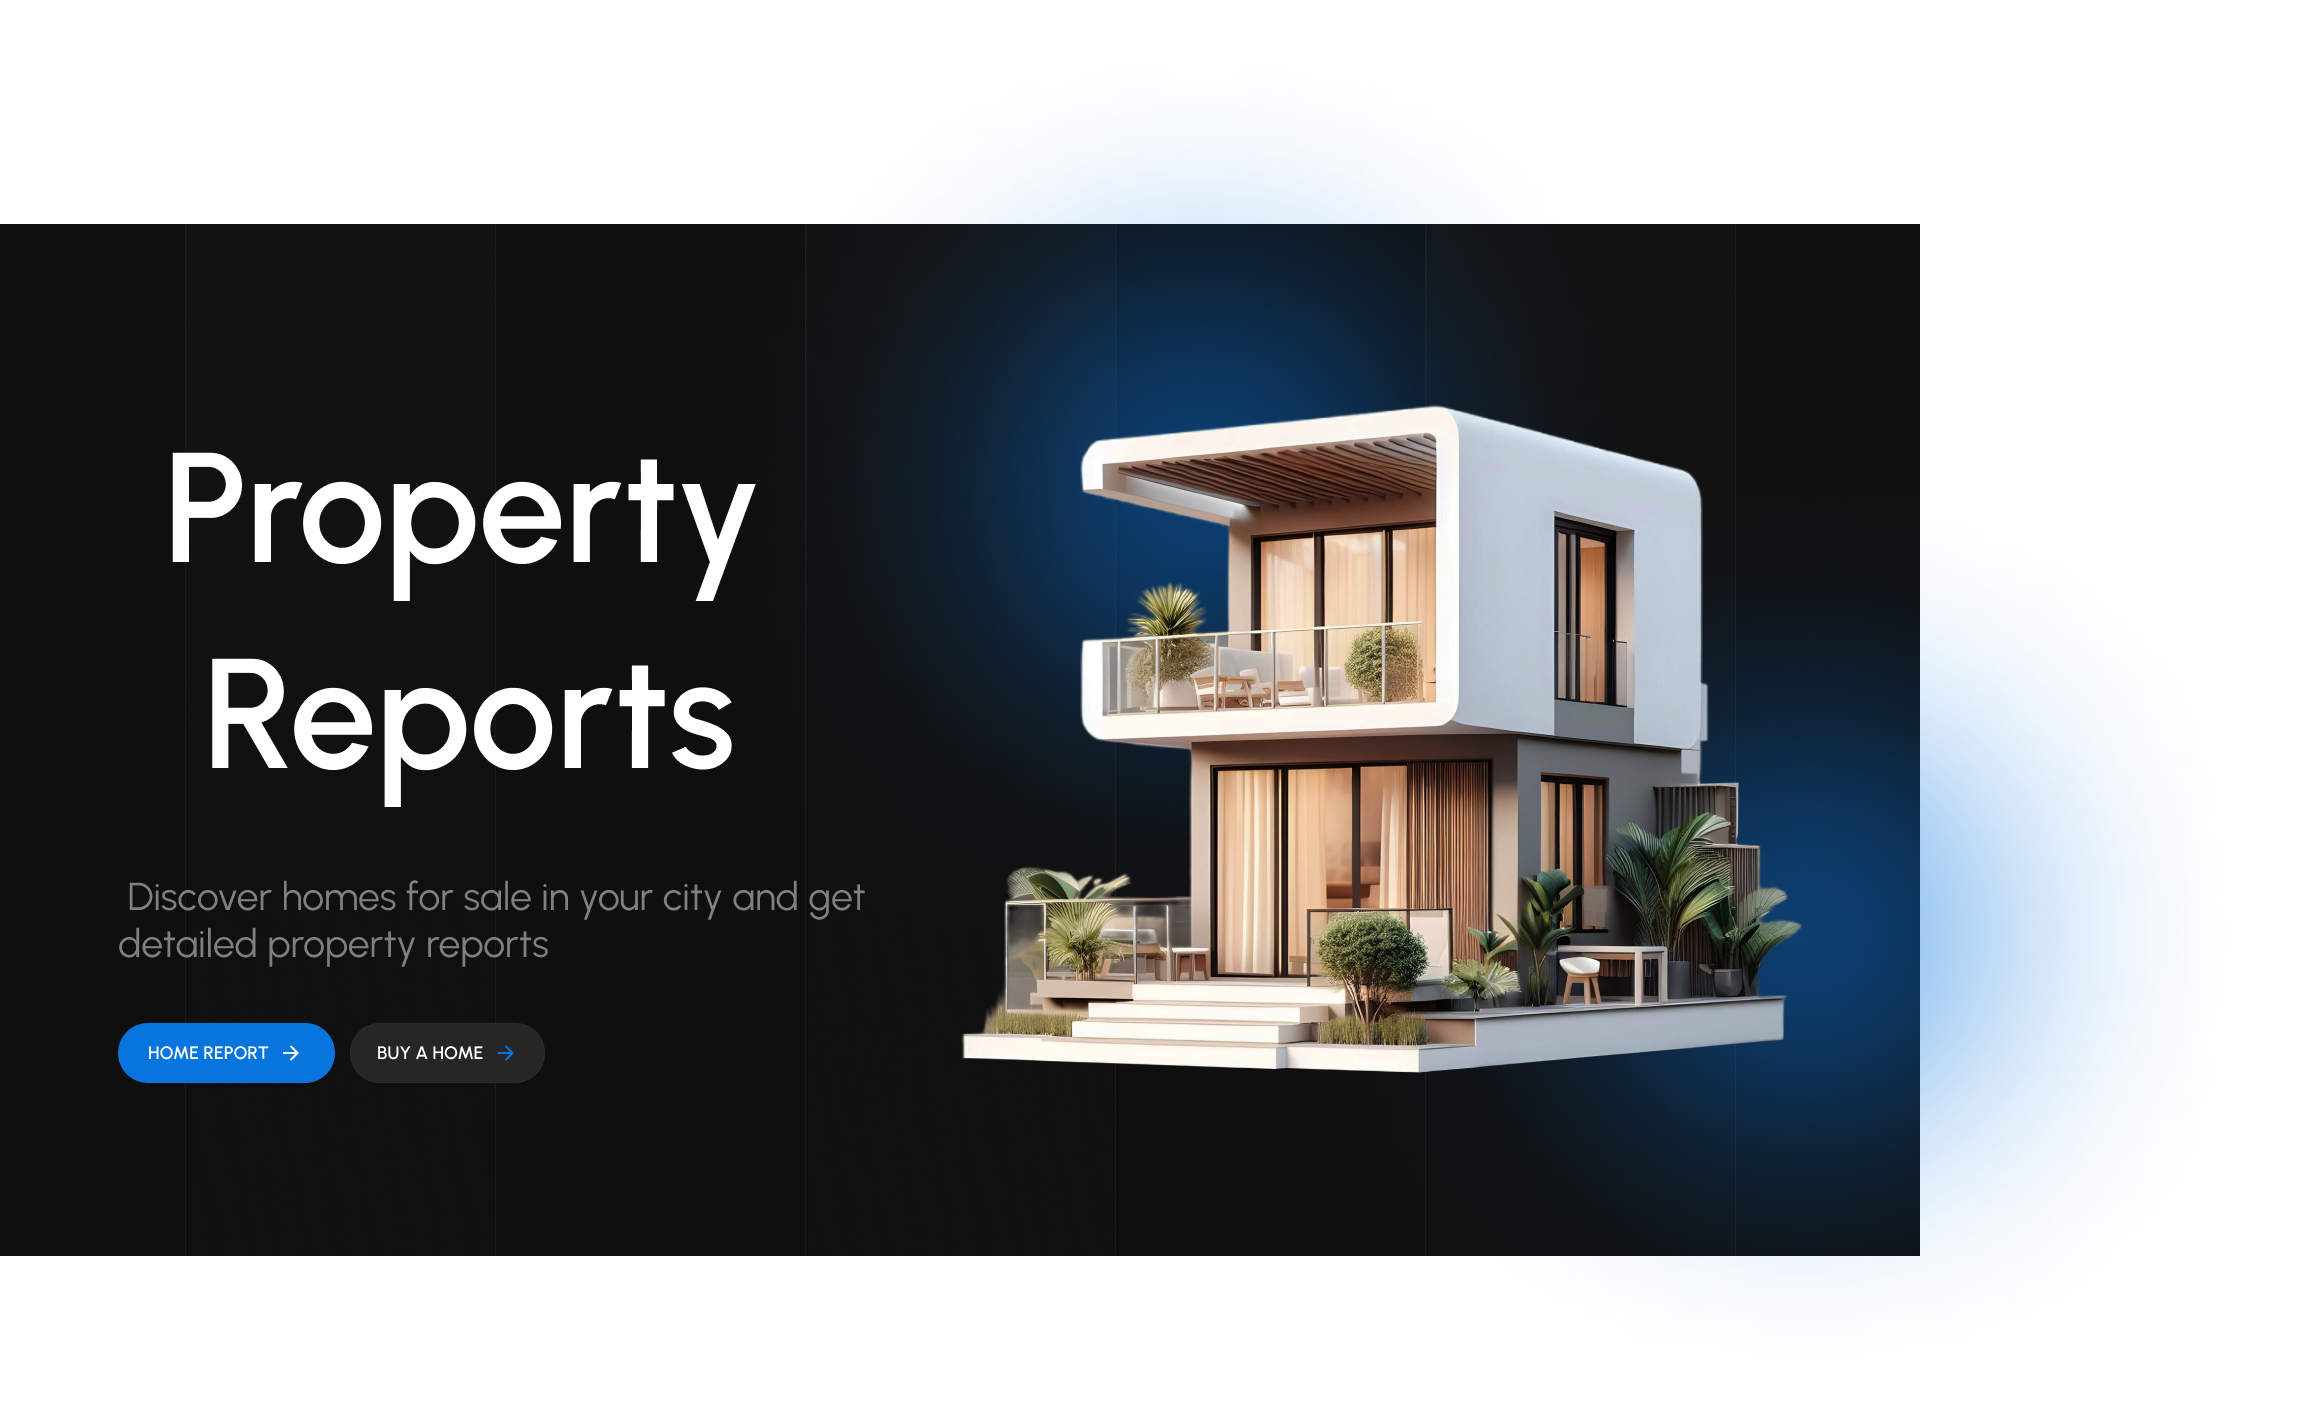 Property
Reports
Discover homes for sale in your city and get
detailed property reports
HOME REPORT →
BUY A HOME →